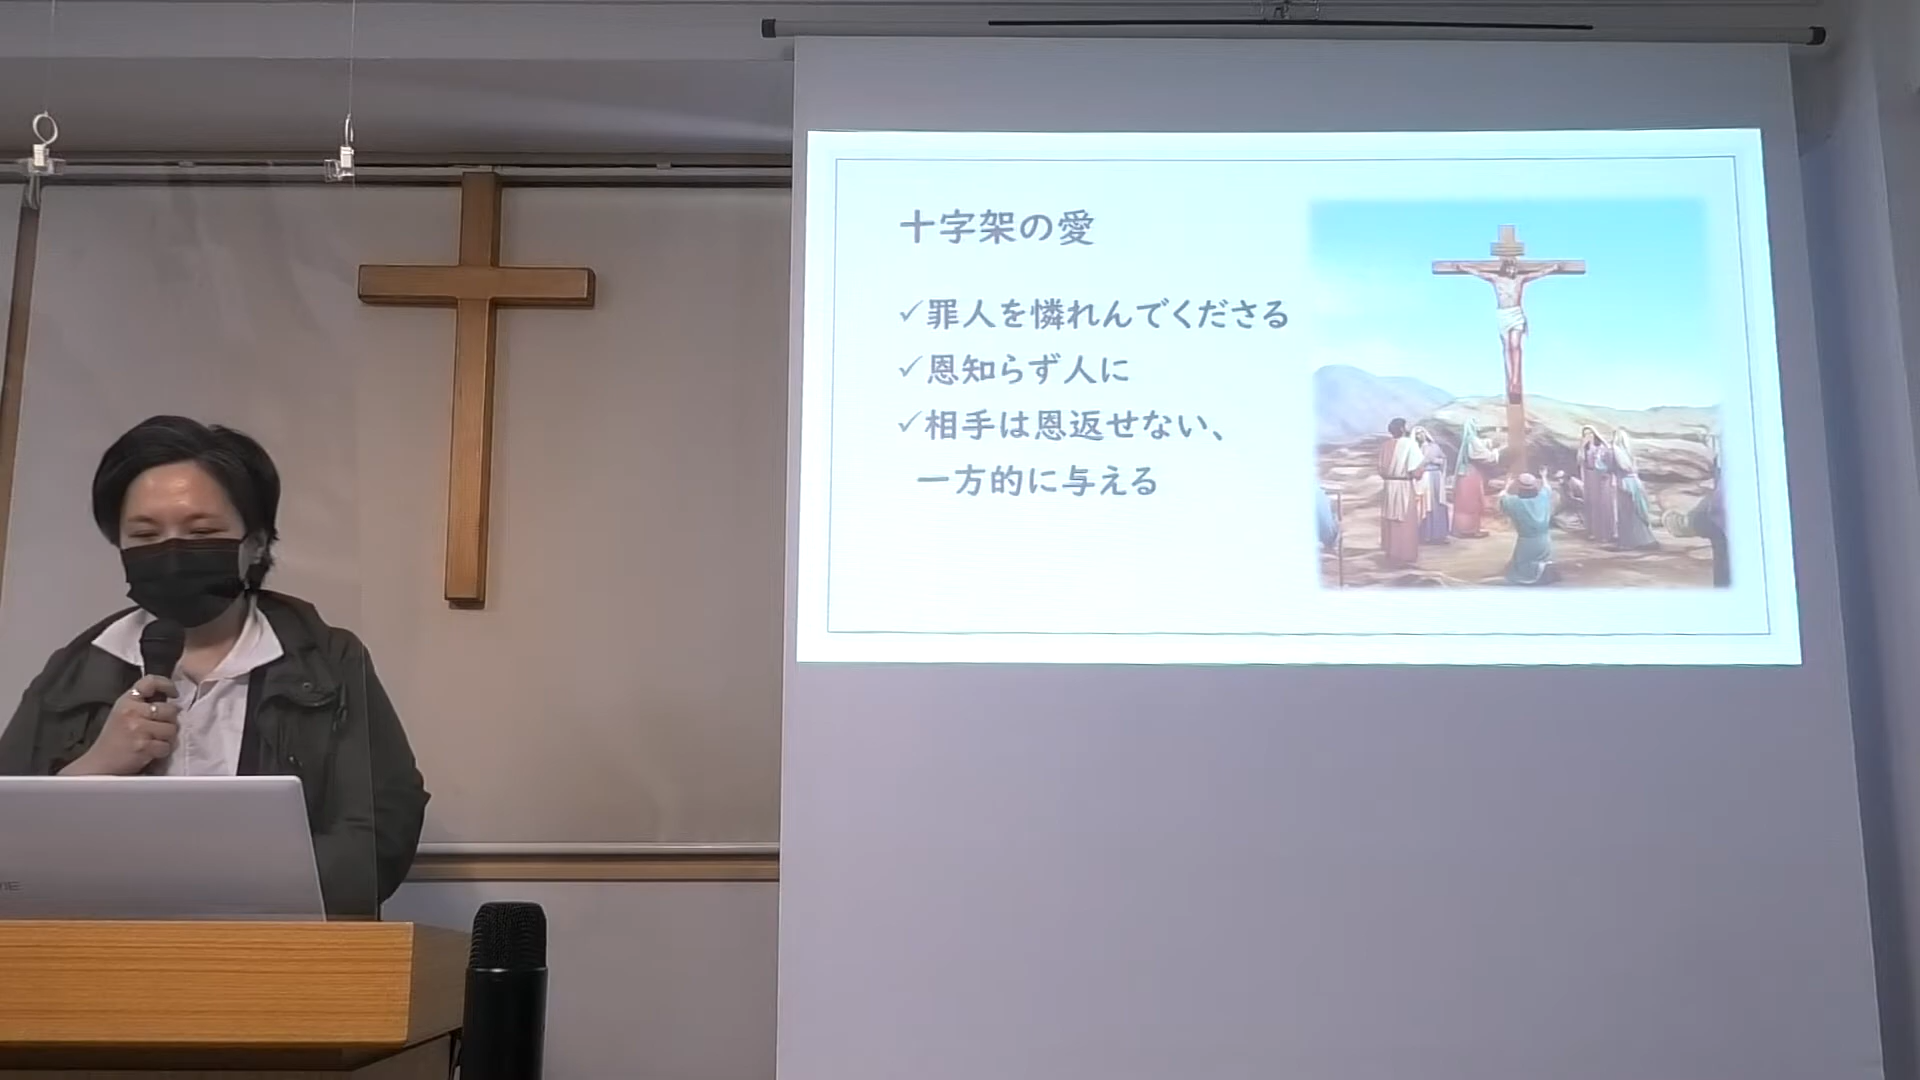 十字架の愛
✓罪人を憐れんでくださる
✓恩知らず人に
✓相手は恩返せない、
一方的に与える